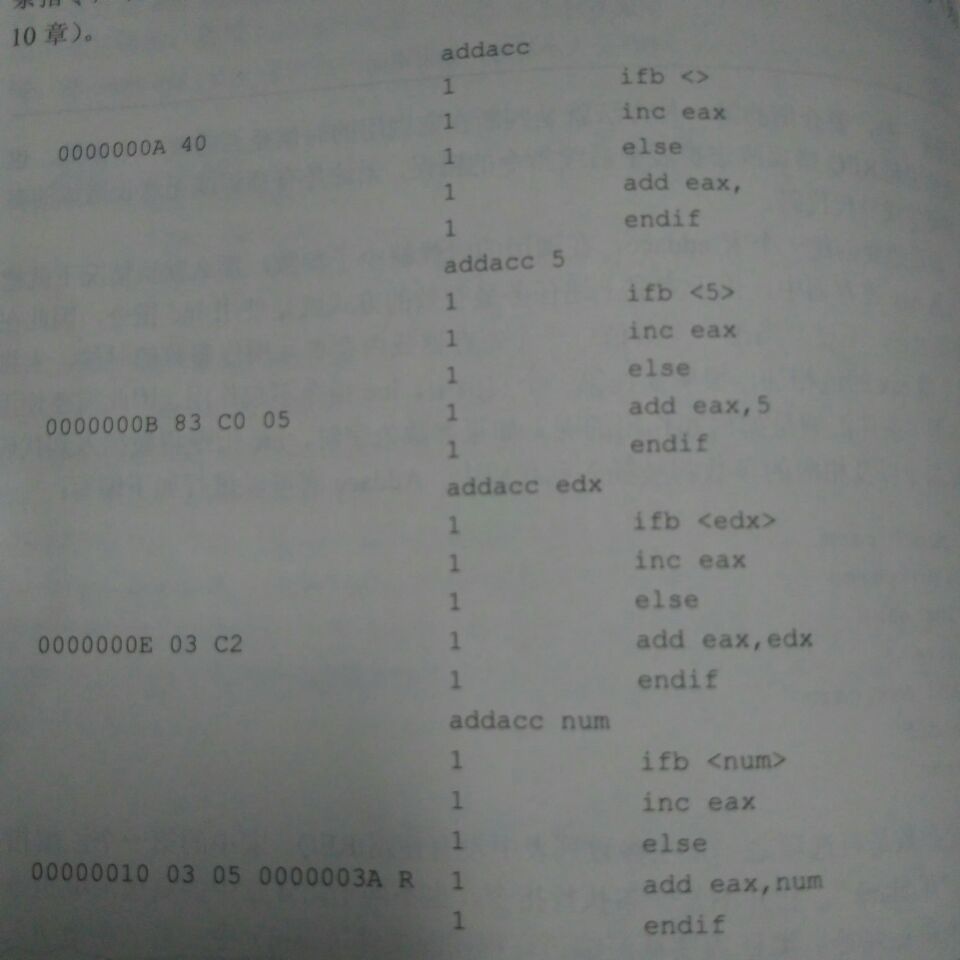 10 章)。
addacc
1 ifb <>
1 inc eax
0000000A 40 1 else
1 add eax,
1 endif
addacc 5
1 ifb <5>
1 inc eax
1 else
0000000B 83 C0 05 1 add eax,5
1 endif
addacc edx
1 ifb <edx>
1 inc eax
1 else
0000000E 03 C2 1 add eax,edx
1 endif
addacc num
1 ifb <num>
1 inc eax
1 else
00000010 03 05 0000003A R 1 add eax,num
1 endif